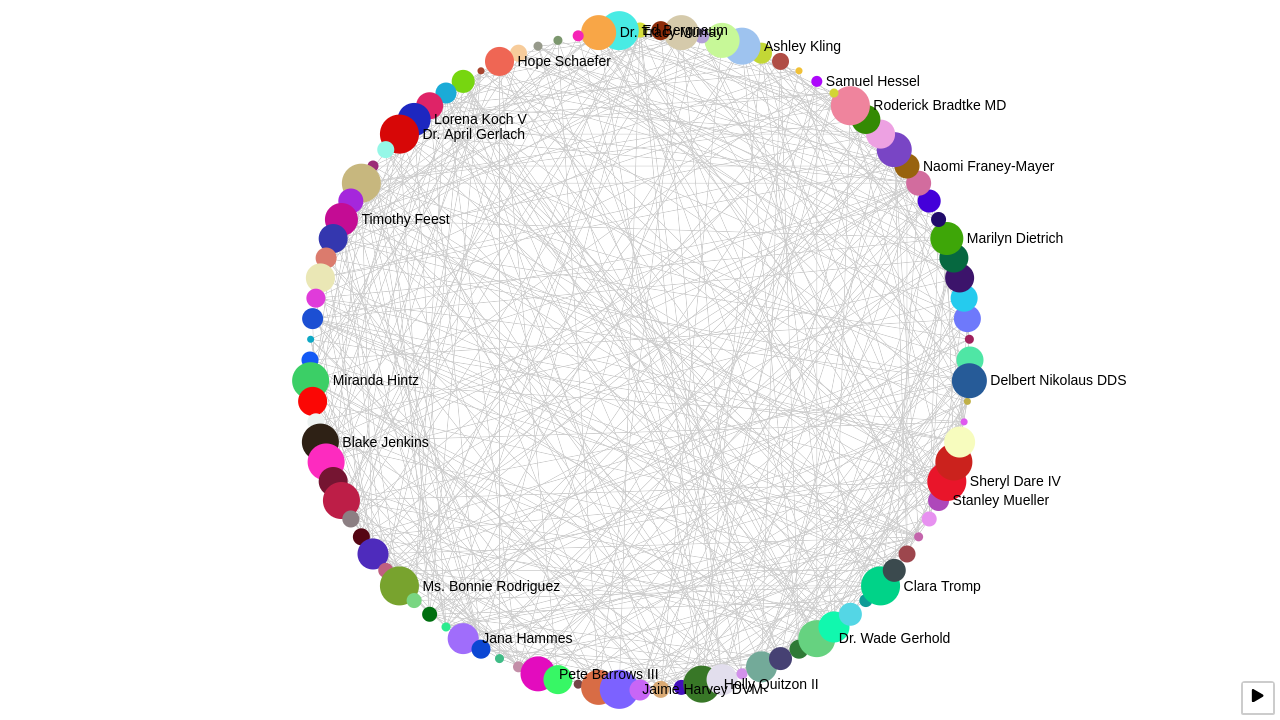 Dr. Tracy Murray
Ed Bergnaum
Ashley Kling
Hope Schaefer
Samuel Hessel
Roderick Bradtke MD
Lorena Koch V
Dr. April Gerlach
Naomi Franey-Mayer
Timothy Feest
Marilyn Dietrich
Miranda Hintz
Delbert Nikolaus DDS
Blake Jenkins
Sheryl Dare IV
Stanley Mueller
Ms. Bonnie Rodriguez
Clara Tromp
Jana Hammes
Dr. Wade Gerhold
Pete Barrows III
Holly Quitzon II
Jaime Harvey DVM